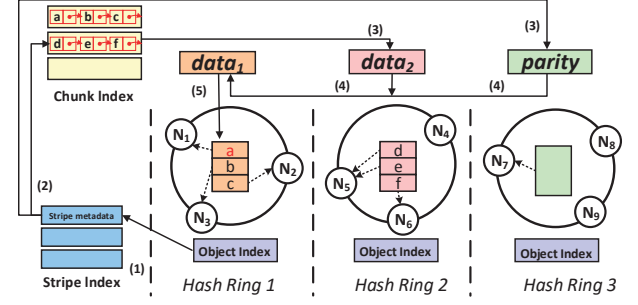 a b c
d e f
Chunk Index
(3)
(3)
data1
data2
parity
(4)
(4)
(5)
N1
a
b
c
N2
N3
N4
d
e
f
N5
N6
N8
N7
N9
(2)
Stripe metadata
(1)
Stripe Index
Object Index
Object Index
Object Index
Hash Ring 1
Hash Ring 2
Hash Ring 3